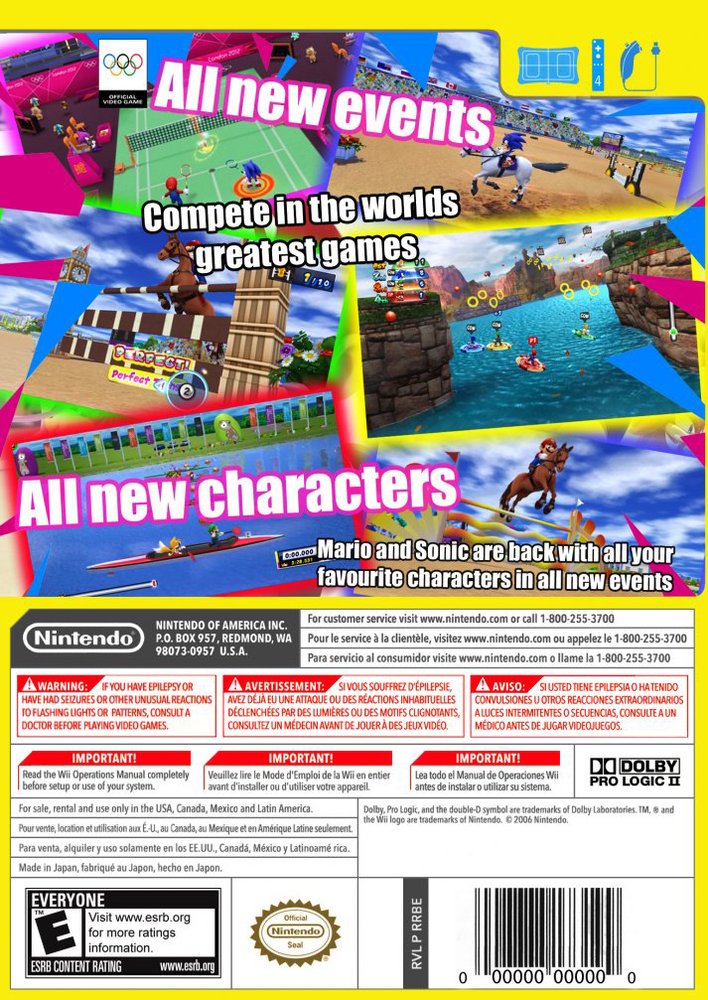 OFFICIAL
VIDEO GAME
London 2012
London 2012
All new events
4
Compete in the worlds
greatest games
PERFECT!
2
All new characters
0:00.000
Mario and Sonic are back with all your
favourite characters in all new events
Nintendo
NINTENDO OF AMERICA INC.
P.O. BOX 957, REDMOND, WA
98073-0957 U.S.A.
For customer service visit www.nintendo.com or call 1-800-255-3700
Pour le service à la clientèle, visitez www.nintendo.com ou appelez le 1-800-255-3700
Para servicio al consumidor visite www.nintendo.com o llame la 1-800-255-3700
WARNING: IF YOU HAVE EPILEPSY OR
HAVE HAD SEIZURES OR OTHER UNUSUAL REACTIONS
TO FLASHING LIGHTS OR PATTERNS, CONSULT A
DOCTOR BEFORE PLAYING VIDEO GAMES.
AVERTISSEMENT: SI VOUS SOUFFREZ D'ÉPILEPSIE,
AVEZ DÉJÀ EU UNE ATTAQUE OU DES RÉACTIONS INHABITUELLES
DÉCLENCHÉES PAR DES LUMIÈRES OU DES MOTIFS CLIGNOTANTS,
CONSULTEZ UN MÉDECIN AVANT DE JOUER À DES JEUX VIDÉO.
AVISO: SI USTED TIENE EPILEPSIA O HA TENIDO
CONVULSIONES U OTROS REACCIONES EXTRAORDINARIOS
A LUCES INTERMITENTES O SECUENCIAS, CONSULTE A UN
MÉDICO ANTES DE JUGAR VIDEOJUEGOS.
IMPORTANT!
Read the Wii Operations Manual completely
before setup or use of your system.
IMPORTANT!
Veuillez lire le Mode d'Emploi de la Wii en entier
avant d'installer ou d'utiliser votre appareil.
IMPORTANT!
Lea todo el Manual de Operaciones Wii
antes de instalar o utilizar su sistema.
DOLBY
PRO LOGIC II
For sale, rental and use only in the USA, Canada, Mexico and Latin America.
Pour vente, location et utilisation aux É.-U., au Canada, au Mexique et en Amérique Latine seulement.
Para venta, alquiler y uso solamente en los EE.UU., Canadá, México y Latinoamé rica.
Made in Japan, fabriqué au Japon, hecho en Japon.
Dolby, Pro Logic, and the double-D symbol are trademarks of Dolby Laboratories. TM, ® and
the Wii logo are trademarks of Nintendo. © 2006 Nintendo.
EVERYONE
E
Visit www.esrb.org
for more ratings
information.
ESRB CONTENT RATING www.esrb.org
Official
Nintendo
Seal
RVL P RRBE
0 00000 00000 0